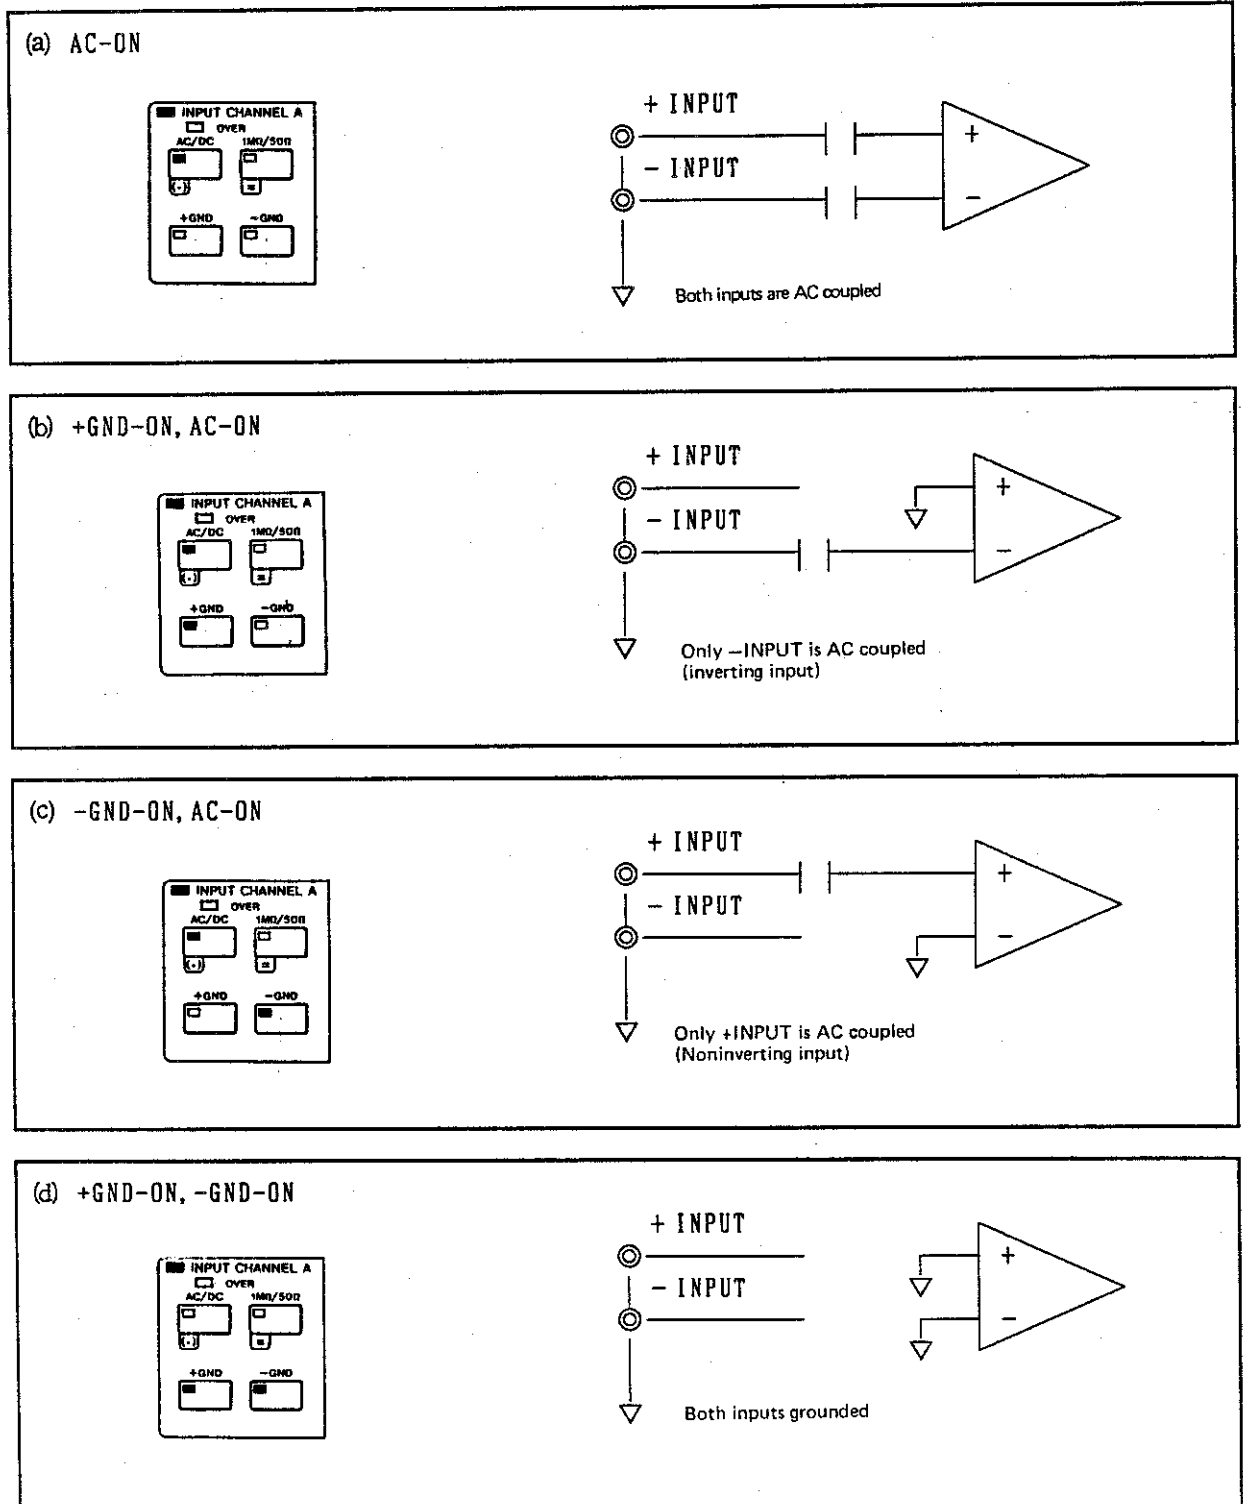 (a) AC-ON
INPUT CHANNEL A
OVER
AC/DC 1MΩ/50Ω
(·) =
+GND -GND
+ INPUT
- INPUT
+
-
Both inputs are AC coupled
(b) +GND-ON, AC-ON
INPUT CHANNEL A
OVER
AC/DC 1MΩ/50Ω
(·) =
+GND -GND
+ INPUT
- INPUT
+
-
Only -INPUT is AC coupled
(inverting input)
(c) -GND-ON, AC-ON
INPUT CHANNEL A
OVER
AC/DC 1MΩ/50Ω
(·) =
+GND -GND
+ INPUT
- INPUT
+
-
Only +INPUT is AC coupled
(Noninverting input)
(d) +GND-ON, -GND-ON
INPUT CHANNEL A
OVER
AC/DC 1MΩ/50Ω
(·) =
+GND -GND
+ INPUT
- INPUT
+
-
Both inputs grounded